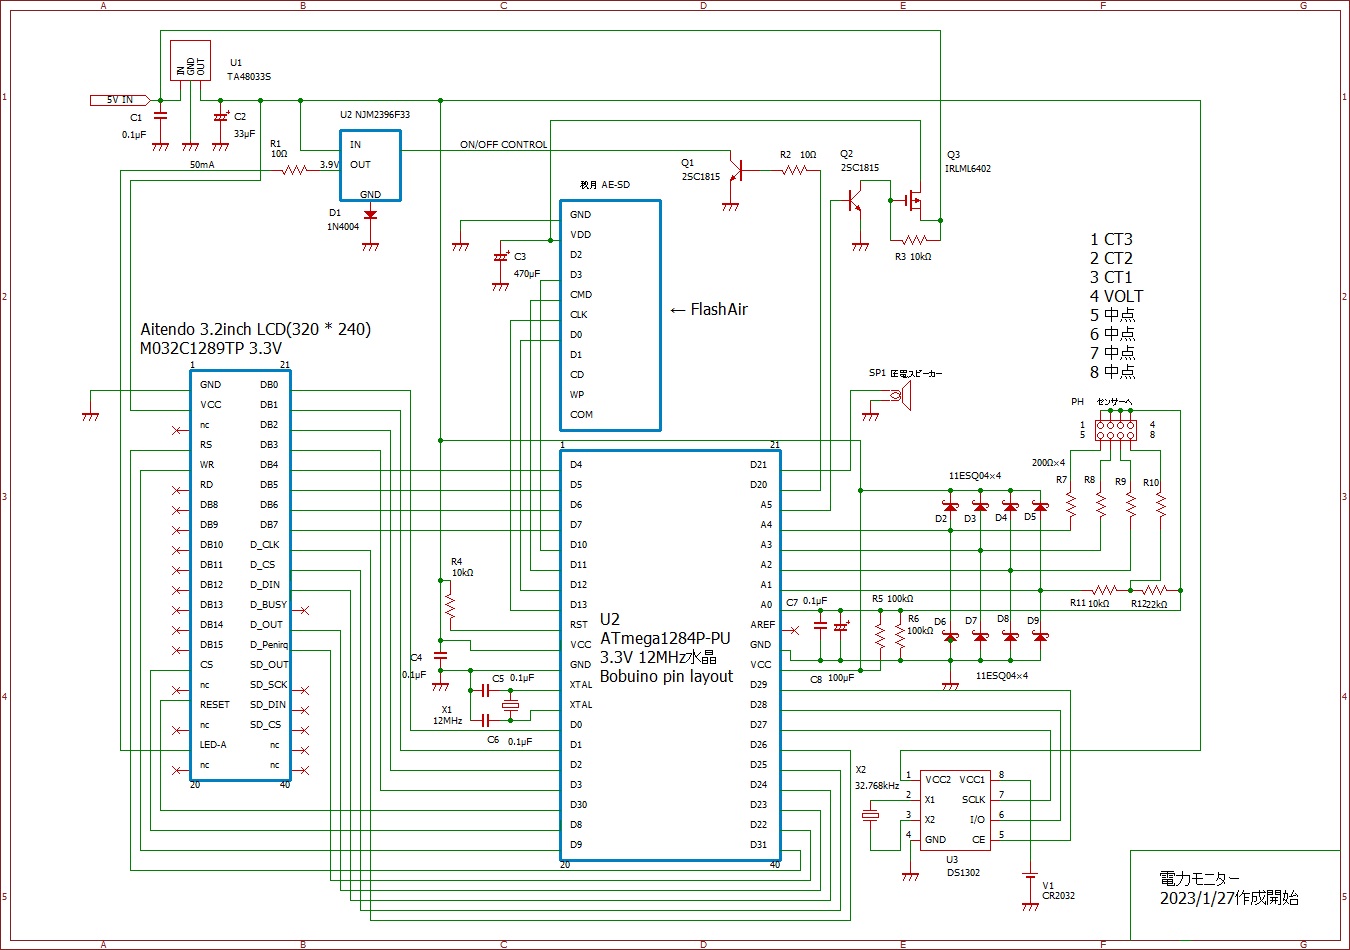 A B C D E F G
1
1
2
2
3
3
4
4
5
5
IN
GND
OUT
U1
TA48033S
5V IN
C1
0.1μF
C2
33μF
U2 NJM2396F33
IN
OUT
GND
R1
10Ω
3.9V
50mA
D1
1N4004
ON/OFF CONTROL
Q1
2SC1815
R2 10Ω
Q2
2SC1815
Q3
IRLML6402
R3 10kΩ
秋月 AE-SD
GND
VDD
D2
D3
CMD
CLK
D0
D1
CD
WP
COM
C3
470μF
← FlashAir
1 CT3
2 CT2
3 CT1
4 VOLT
5 中点
6 中点
7 中点
8 中点
Aitendo 3.2inch LCD(320 * 240)
M032C1289TP 3.3V
1 21
GND DB0
VCC DB1
nc DB2
RS DB3
WR DB4
RD DB5
DB8 DB6
DB9 DB7
DB10 D_CLK
DB11 D_CS
DB12 D_DIN
DB13 D_BUSY
DB14 D_OUT
DB15 D_Penirq
CS SD_OUT
nc SD_SCK
RESET SD_DIN
nc SD_CS
LED-A nc
nc nc
20 40
SP1 圧電スピーカー
PH センサーへ
1 4
5 8
200Ω×4
R7 R8 R9 R10
11ESQ04×4
D2 D3 D4 D5
1 21
D4 D21
D5 D20
D6 A5
D7 A4
D10 A3
D11 A2
D12 A1
D13 A0
RST AREF
VCC GND
GND VCC
XTAL D29
XTAL D28
D0 D27
D1 D26
D2 D25
D3 D24
D30 D23
D8 D22
D9 D31
20 40
U2
ATmega1284P-PU
3.3V 12MHz水晶
Bobuino pin layout
R4
10kΩ
C4
0.1μF
C5 0.1μF
X1
12MHz
C6 0.1μF
C7 0.1μF
C8 100μF
R5 100kΩ
R6
100kΩ
D6 D7 D8 D9
11ESQ04×4
R11 10kΩ
R12 22kΩ
X2
32.768kHz
1 VCC2 VCC1 8
2 X1 SCLK 7
3 X2 I/O 6
4 GND CE 5
U3
DS1302
V1
CR2032
電力モニター
2023/1/27作成開始
A B C D E F G